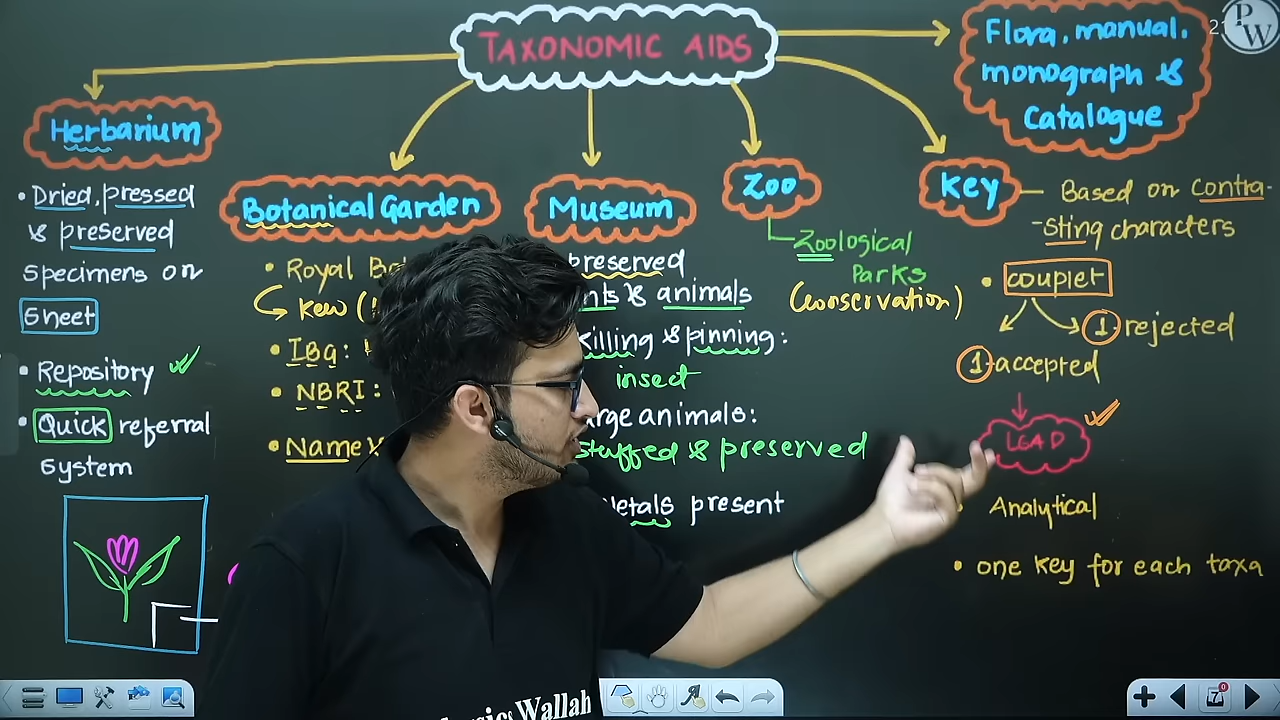 TAXONOMIC AIDS
Flora, manual,
monograph &
Catalogue
PW
Herbarium
• Dried, pressed
& preserved
specimens on
Sheet
• Repository
• Quick referral
System
Botanical Garden
• Royal
Kew (
• IBG:
• NBRI:
• Name
Museum
preserved
& animals
killing & pinning:
insect
animals:
stuffed & preserved
present
Zoo
Zoological
Parks
(conservation)
Key
Based on contra-
-sting characters
• couplet
1-rejected
1-accepted
LEAD
Analytical
• one key for each taxa
Wallah